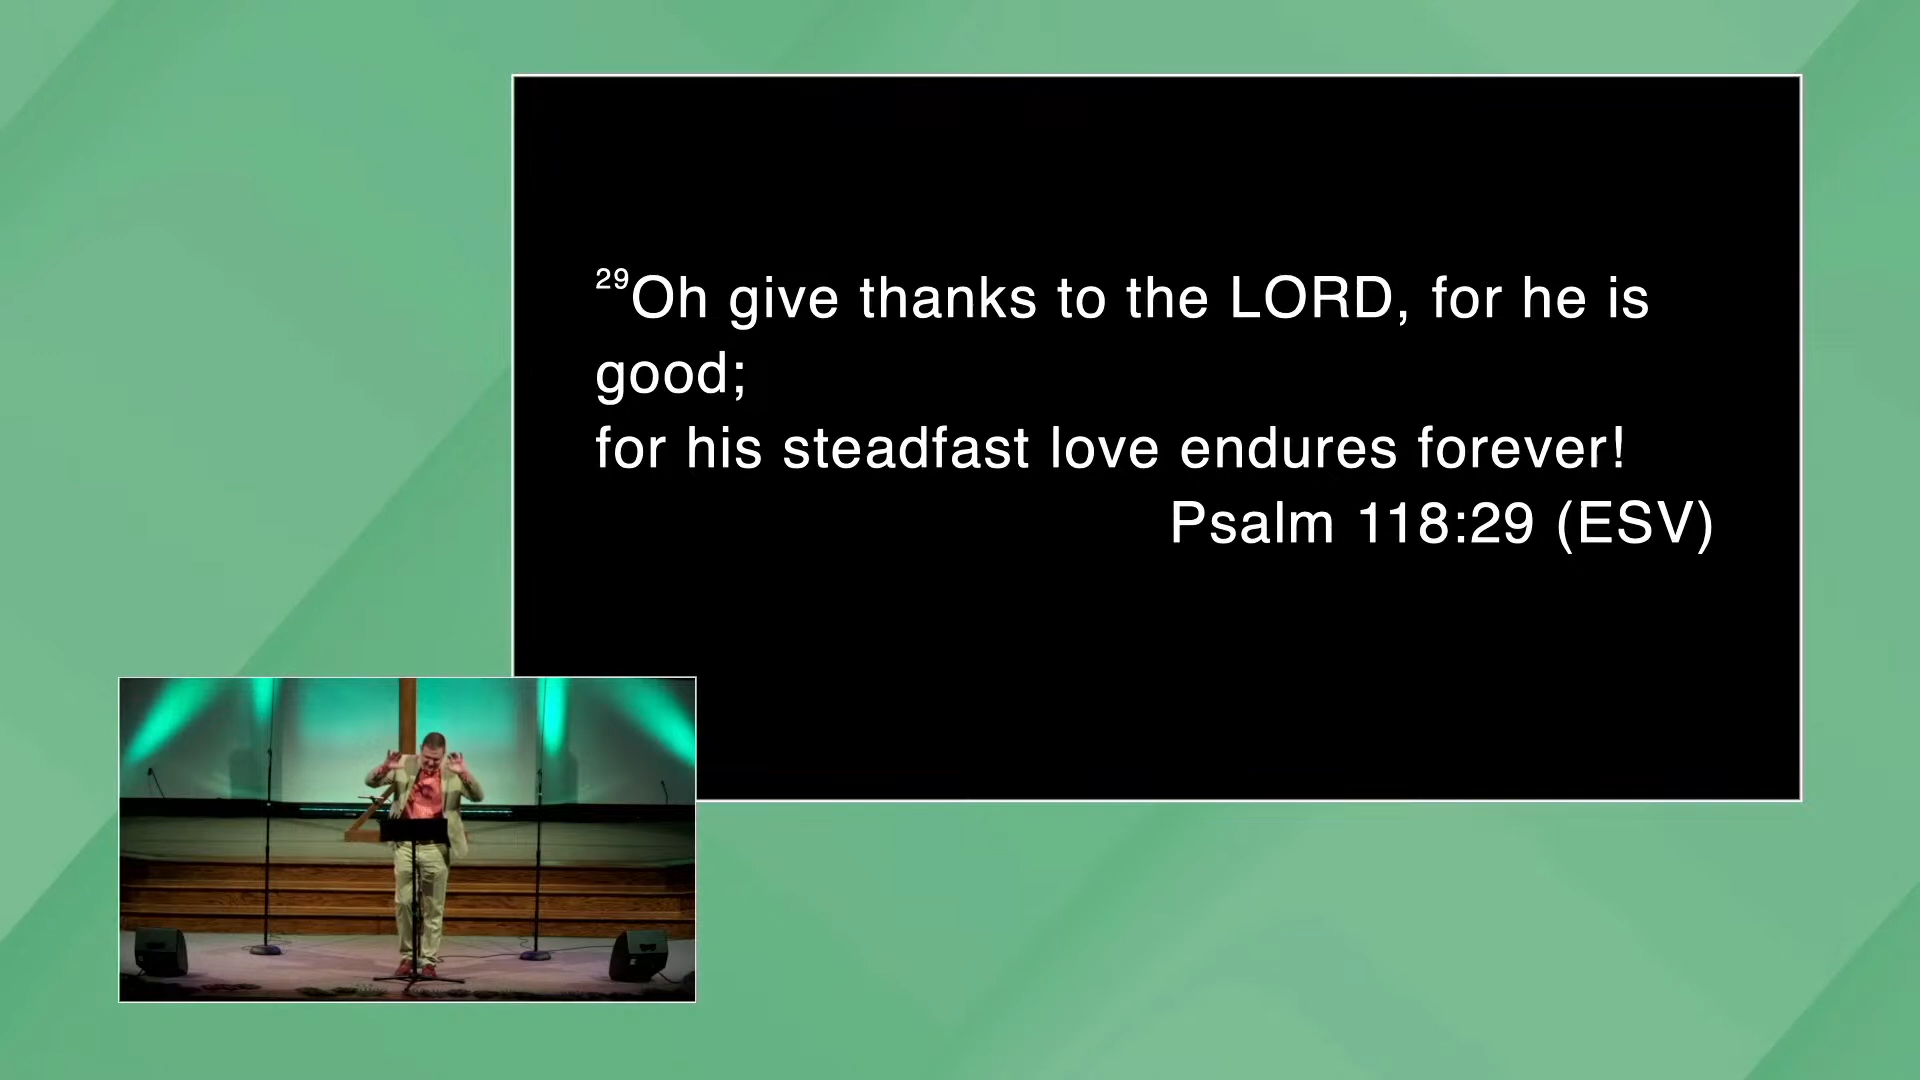 29Oh give thanks to the LORD, for he is
good;
for his steadfast love endures forever!
Psalm 118:29 (ESV)